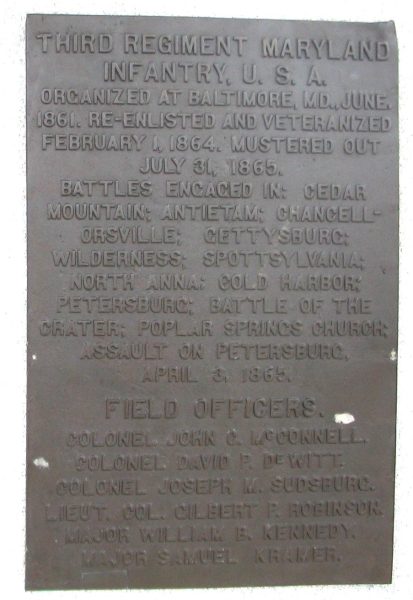 THIRD REGIMENT MARYLAND
INFANTRY, U. S. A.
ORGANIZED AT BALTIMORE, MD., JUNE.
1861. RE-ENLISTED AND VETERANIZED
FEBRUARY 1, 1864. MUSTERED OUT
JULY 31, 1865.
BATTLES ENGAGED IN: CEDAR
MOUNTAIN; ANTIETAM; CHANCELL-
ORSVILLE; GETTYSBURG;
WILDERNESS; SPOTTSYLVANIA;
NORTH ANNA; COLD HARBOR;
PETERSBURG; BATTLE OF THE
CRATER; POPLAR SPRINGS CHURCH;
ASSAULT ON PETERSBURG,
APRIL 3, 1865.
FIELD OFFICERS.
COLONEL JOHN C. McCONNELL.
COLONEL DAVID P. DeWITT.
COLONEL JOSEPH M. SUDSBURG.
LIEUT. COL. GILBERT P. ROBINSON.
MAJOR WILLIAM B. KENNEDY.
MAJOR SAMUEL KRAMER.